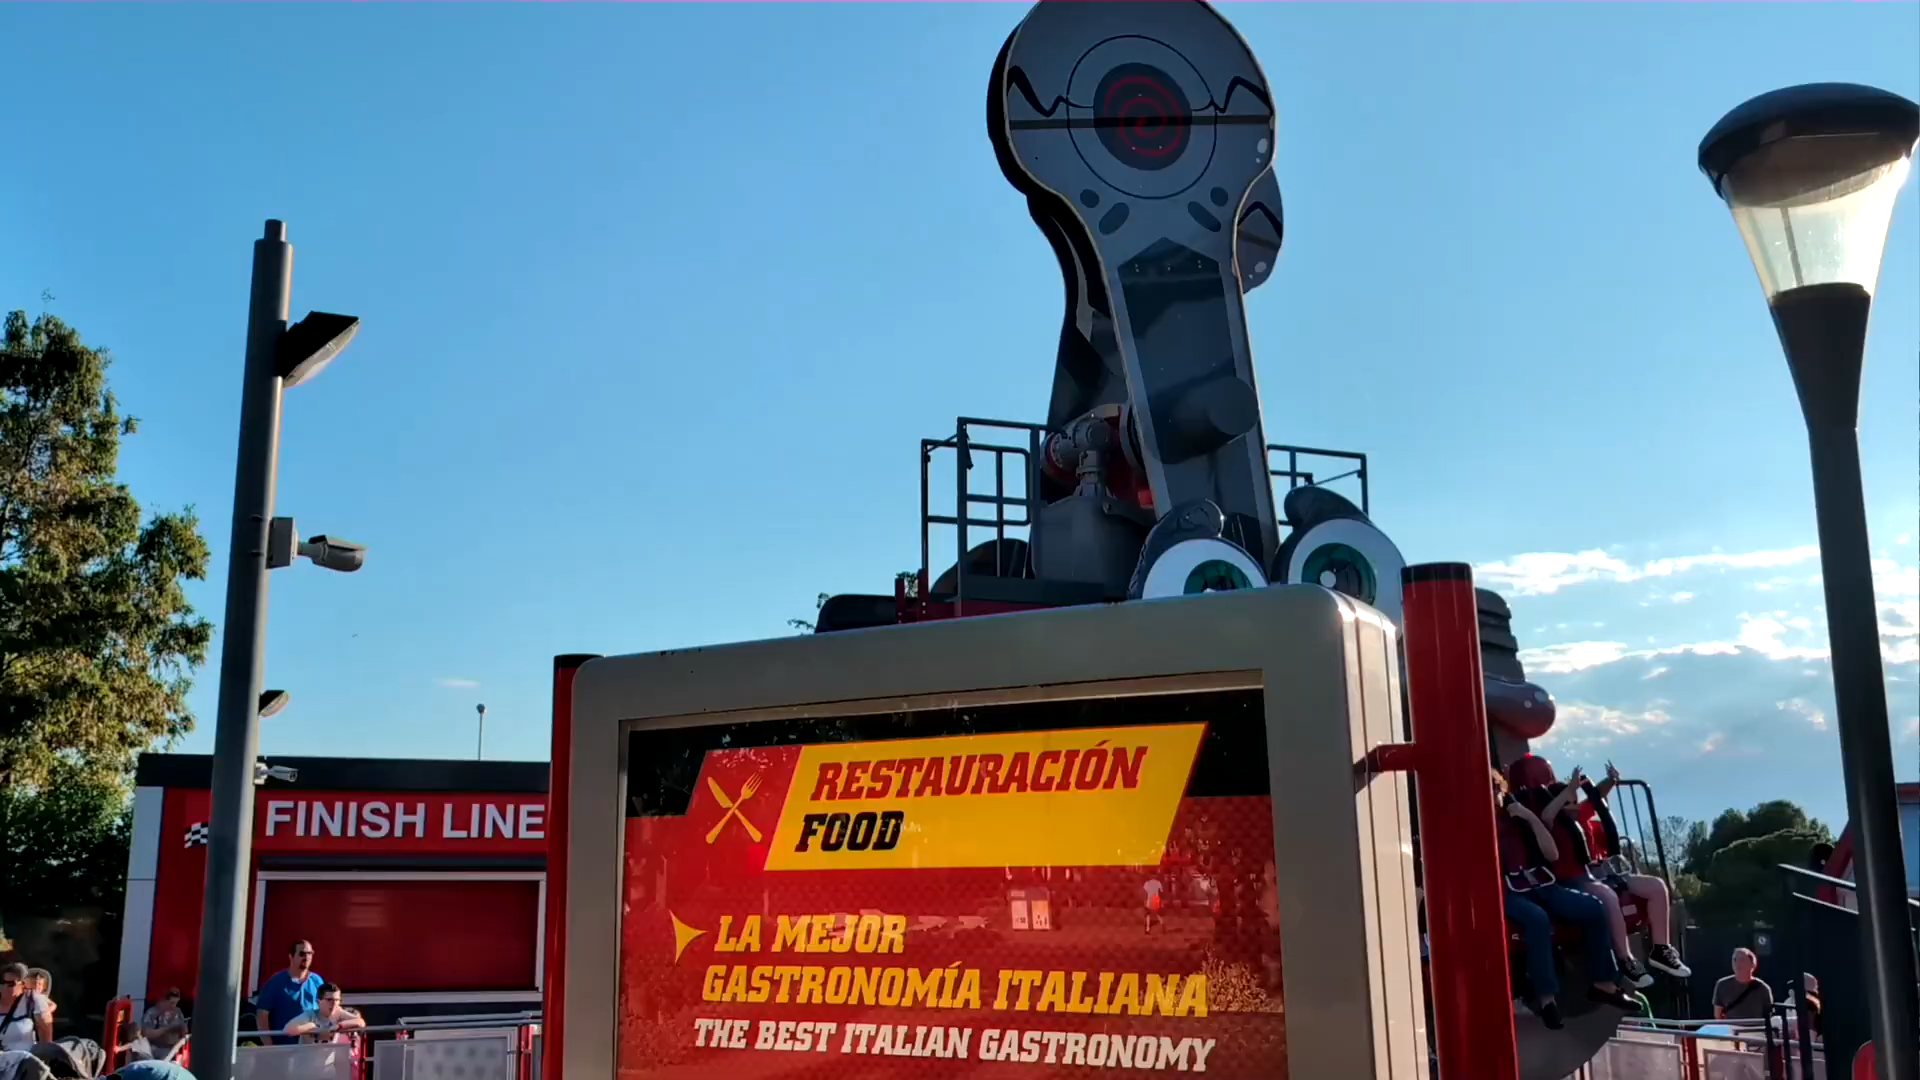 FINISH LINE
RESTAURACIÓN
FOOD
LA MEJOR
GASTRONOMÍA ITALIANA
THE BEST ITALIAN GASTRONOMY